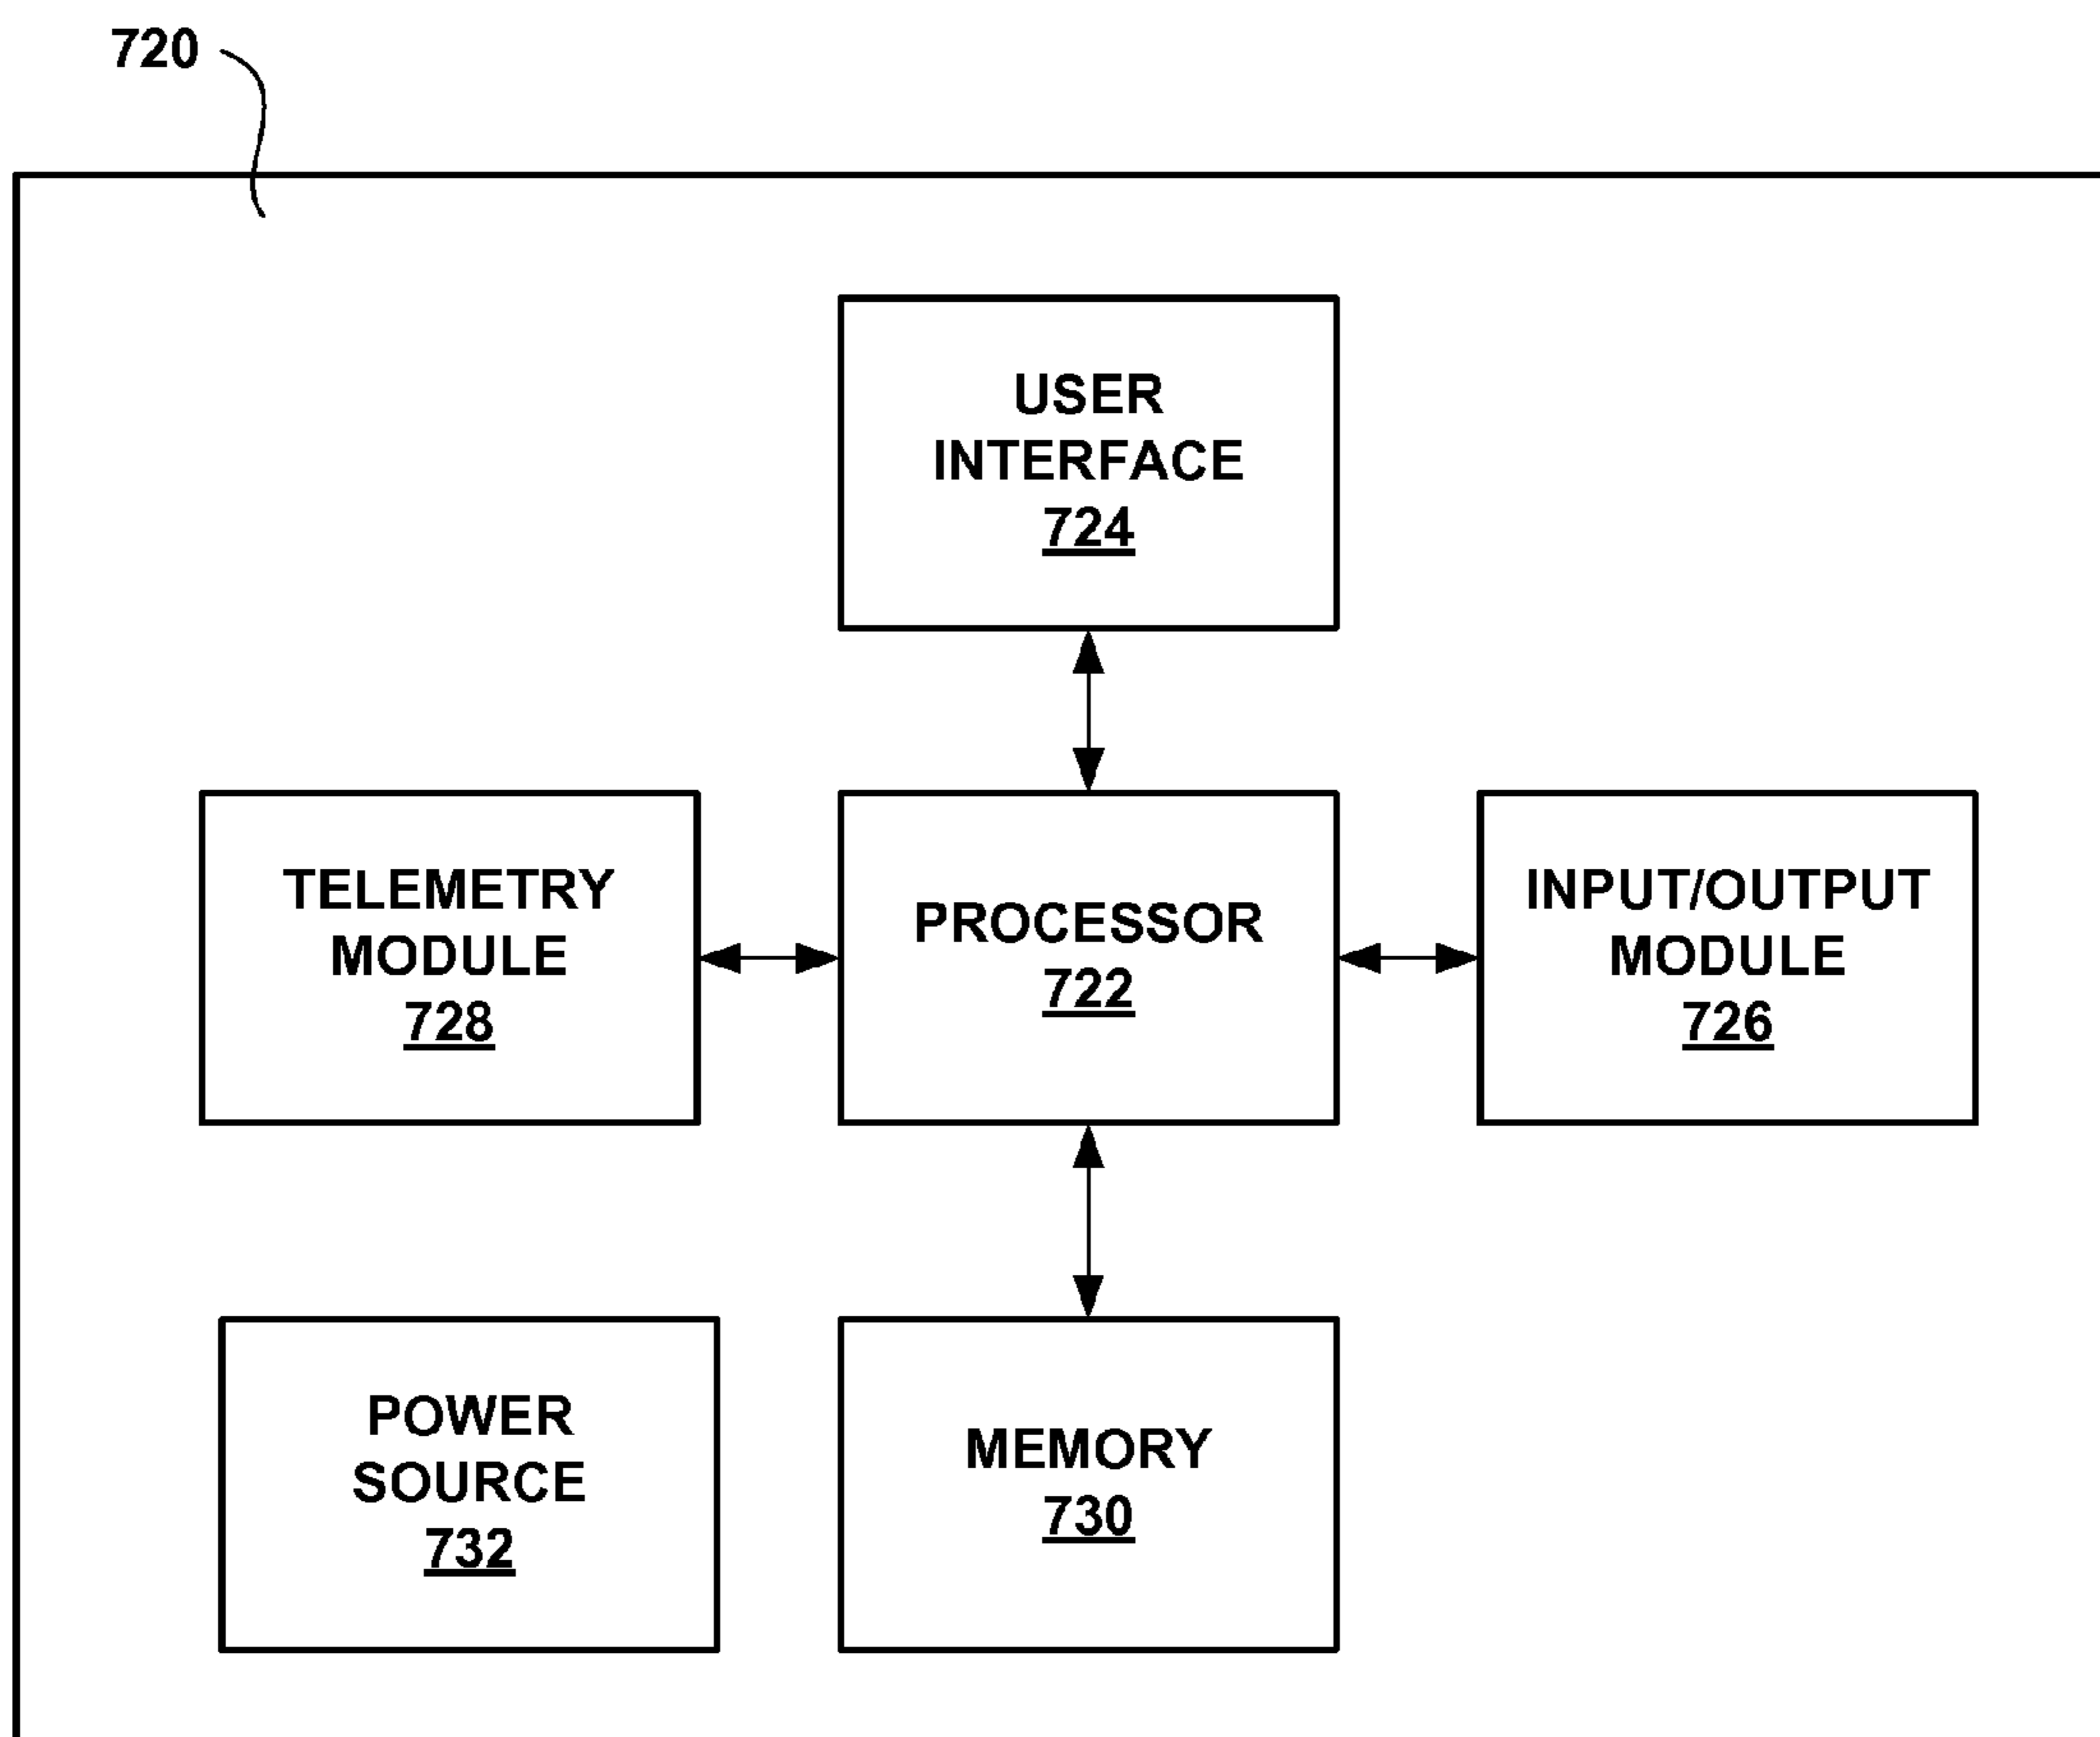 720
USER
INTERFACE
724
TELEMETRY
MODULE
728
PROCESSOR
722
INPUT/OUTPUT
MODULE
726
POWER
SOURCE
732
MEMORY
730